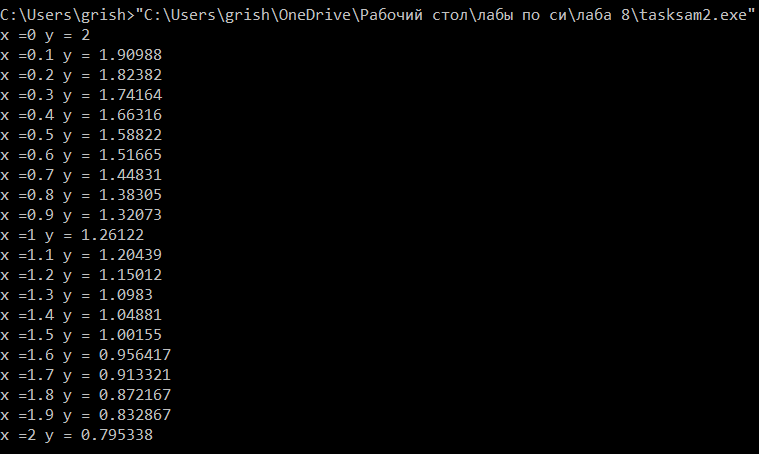 C:\Users\grish>"C:\Users\grish\OneDrive\Рабочий стол\лабы по си\лаба 8\tasksam2.exe"
x =0 y = 2
x =0.1 y = 1.90988
x =0.2 y = 1.82382
x =0.3 y = 1.74164
x =0.4 y = 1.66316
x =0.5 y = 1.58822
x =0.6 y = 1.51665
x =0.7 y = 1.44831
x =0.8 y = 1.38305
x =0.9 y = 1.32073
x =1 y = 1.26122
x =1.1 y = 1.20439
x =1.2 y = 1.15012
x =1.3 y = 1.0983
x =1.4 y = 1.04881
x =1.5 y = 1.00155
x =1.6 y = 0.956417
x =1.7 y = 0.913321
x =1.8 y = 0.872167
x =1.9 y = 0.832867
x =2 y = 0.795338